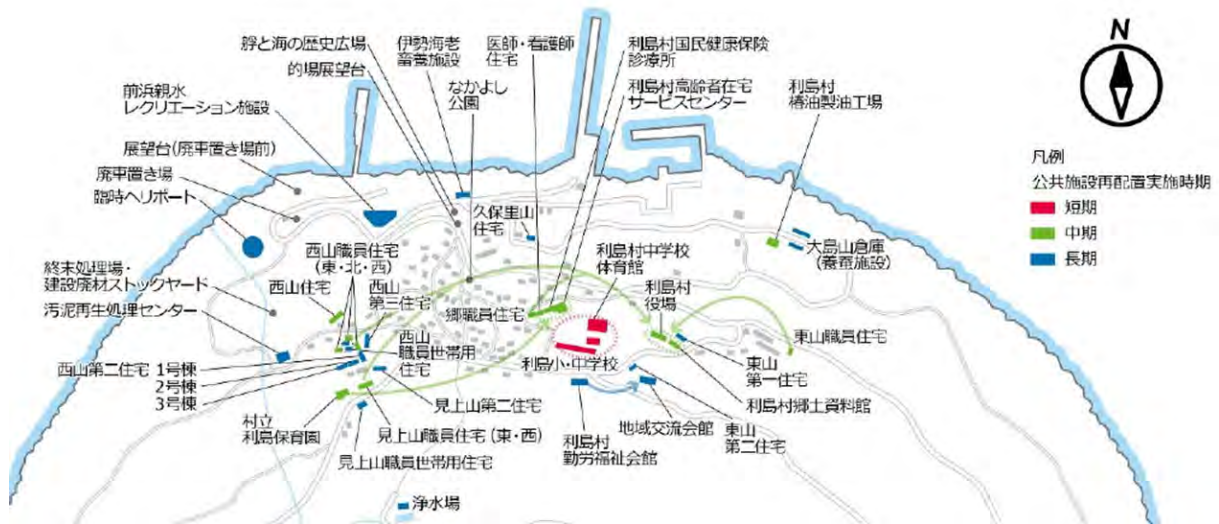 N
凡例
公共施設再配置実施時期
短期
中期
長期
艀と海の歴史広場
的場展望台
伊勢海老
畜養施設
なかよし
公園
医師・看護師
住宅
利島村国民健康保険
診療所
利島村高齢者在宅
サービスセンター
利島村
椿油製油工場
前浜親水
レクリエーション施設
展望台(廃車置き場前)
廃車置き場
臨時ヘリポート
久保里山
住宅
大島山倉庫
(養蚕施設)
西山職員住宅
(東・北・西)
西山住宅
西山
第三住宅
終末処理場・
建設廃材ストックヤード
汚泥再生処理センター
利島村中学校
体育館
利島村
役場
郷職員住宅
東山職員住宅
西山
職員世帯用
住宅
西山第二住宅 1号棟
2号棟
3号棟
利島小・中学校
東山
第一住宅
利島村郷土資料館
見上山第二住宅
村立
利島保育園
見上山職員住宅(東・西)
見上山職員世帯用住宅
利島村
勤労福祉会館
地域交流会館
東山
第二住宅
浄水場